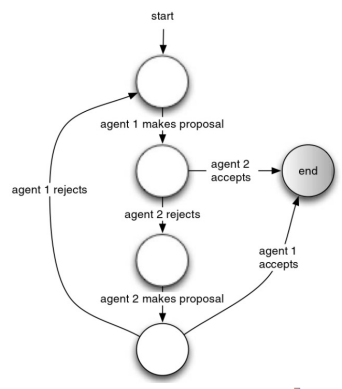 start
agent 1 makes proposal
agent 2
accepts
end
agent 1 rejects
agent 2 rejects
agent 1
accepts
agent 2 makes proposal